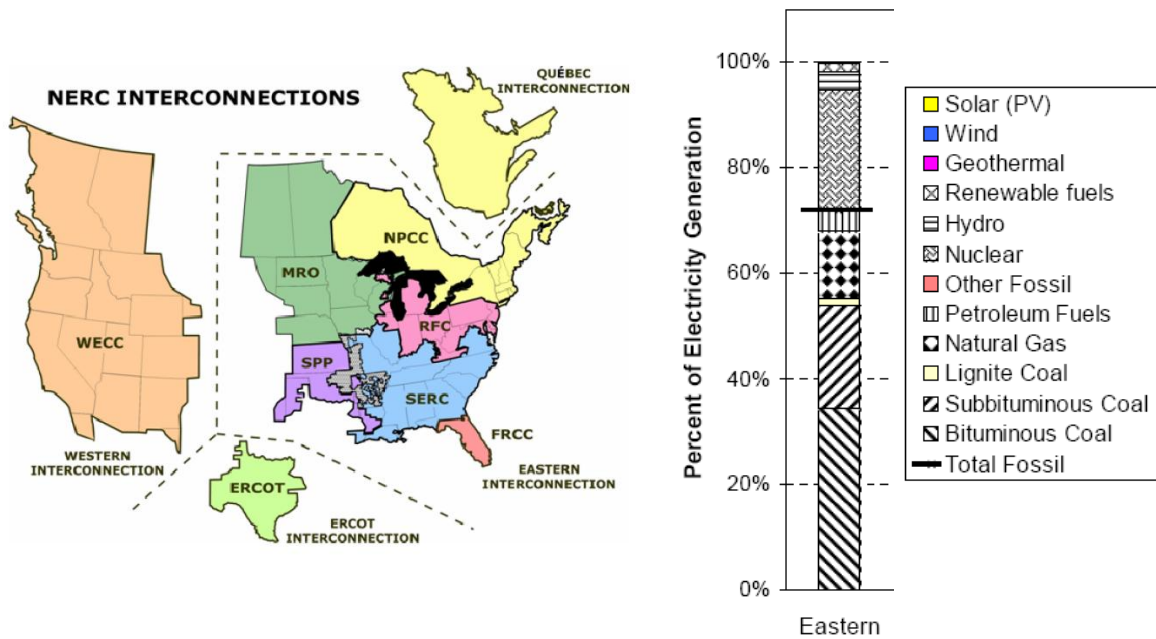 NERC INTERCONNECTIONS
QUÉBEC
INTERCONNECTION
NPCC
MRO
RFC
WECC
SPP
SERC
FRCC
WESTERN
INTERCONNECTION
EASTERN
INTERCONNECTION
ERCOT
ERCOT
INTERCONNECTION
Percent of Electricity Generation
100%
80%
60%
40%
20%
0%
Eastern
Solar (PV)
Wind
Geothermal
Renewable fuels
Hydro
Nuclear
Other Fossil
Petroleum Fuels
Natural Gas
Lignite Coal
Subbituminous Coal
Bituminous Coal
Total Fossil